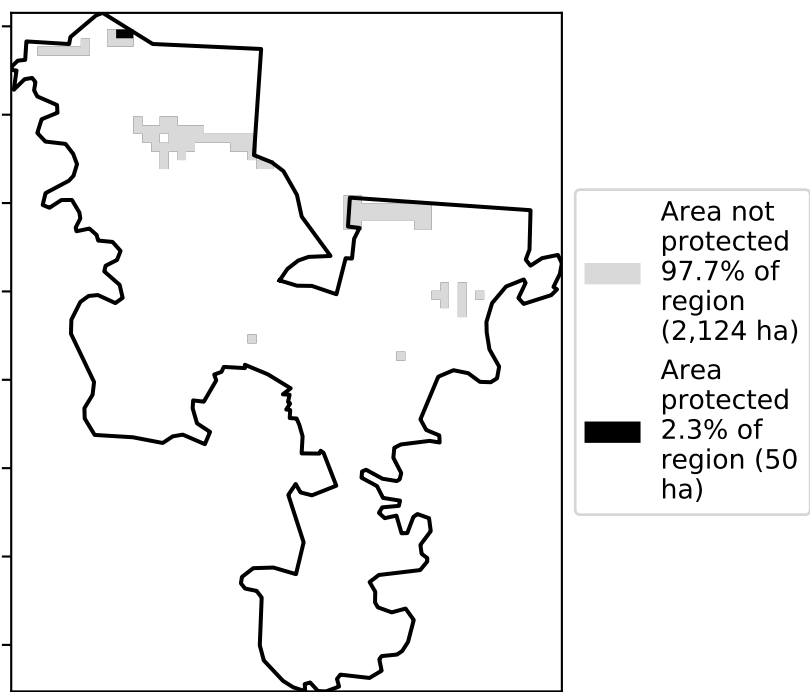 Area not
protected
97.7% of
region
(2,124 ha)
Area
protected
2.3% of
region (50
ha)